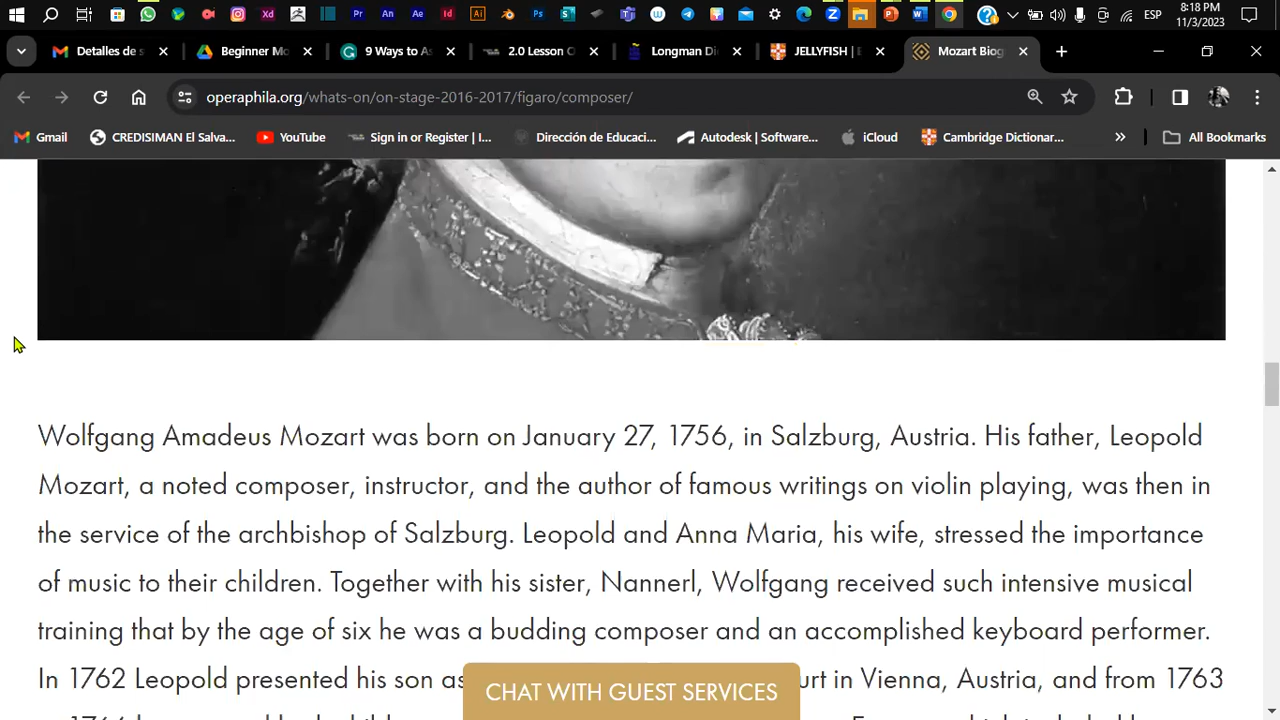 8:18 PM
ESP
11/3/2023
Detalles de s
Beginner Mo
9 Ways to As
2.0 Lesson O
Longman Di
JELLYFISH | E
Mozart Biog
operaphila.org/whats-on/on-stage-2016-2017/figaro/composer/
Gmail
CREDISIMAN El Salva...
YouTube
Sign in or Register | I...
Dirección de Educaci...
Autodesk | Software...
iCloud
Cambridge Dictionar...
All Bookmarks
Wolfgang Amadeus Mozart was born on January 27, 1756, in Salzburg, Austria. His father, Leopold
Mozart, a noted composer, instructor, and the author of famous writings on violin playing, was then in
the service of the archbishop of Salzburg. Leopold and Anna Maria, his wife, stressed the importance
of music to their children. Together with his sister, Nannerl, Wolfgang received such intensive musical
training that by the age of six he was a budding composer and an accomplished keyboard performer.
In 1762 Leopold presented his son as urt in Vienna, Austria, and from 1763
CHAT WITH GUEST SERVICES